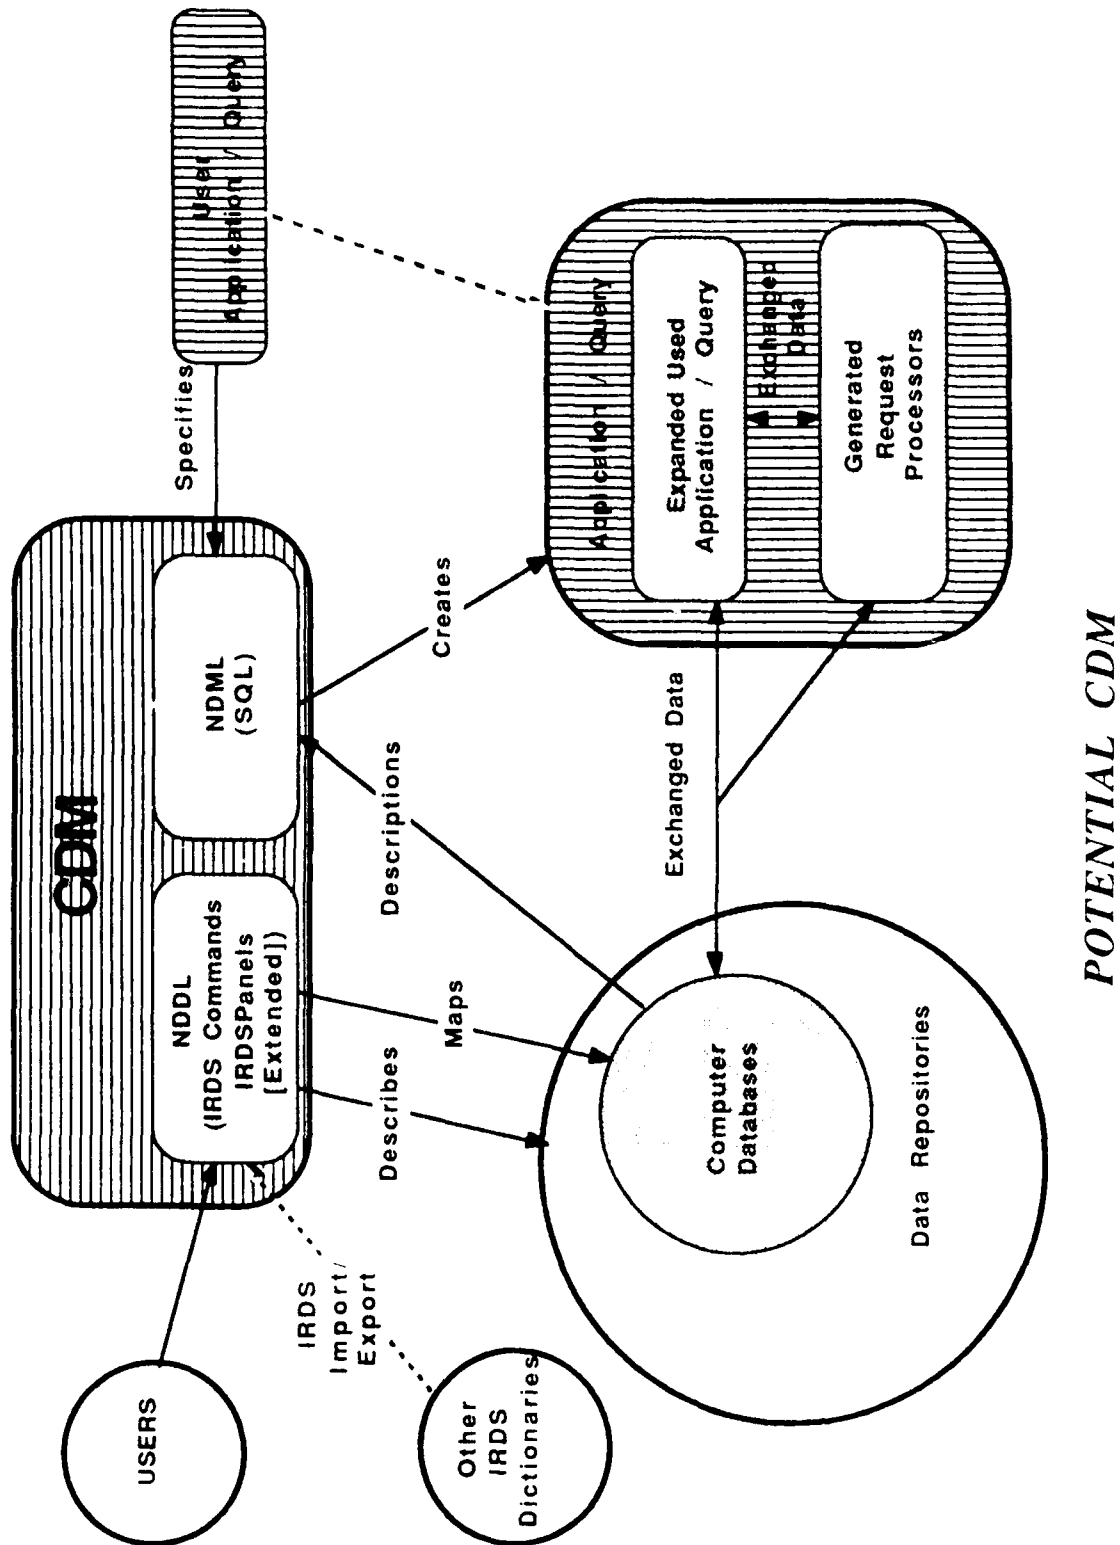 CDM
NDDL
(IRDS Commands
IRDSPanels
[Extended])
NDML
(SQL)
Specifies
User
Application / Query
USERS
IRDS
Import/
Export
Other
IRDS
Dictionaries
Describes
Maps
Descriptions
Creates
Computer
Databases
Data Repositories
Exchanged Data
Application / Query
Expanded Used
Application / Query
Exchanged
Data
Generated
Request
Processors
POTENTIAL CDM